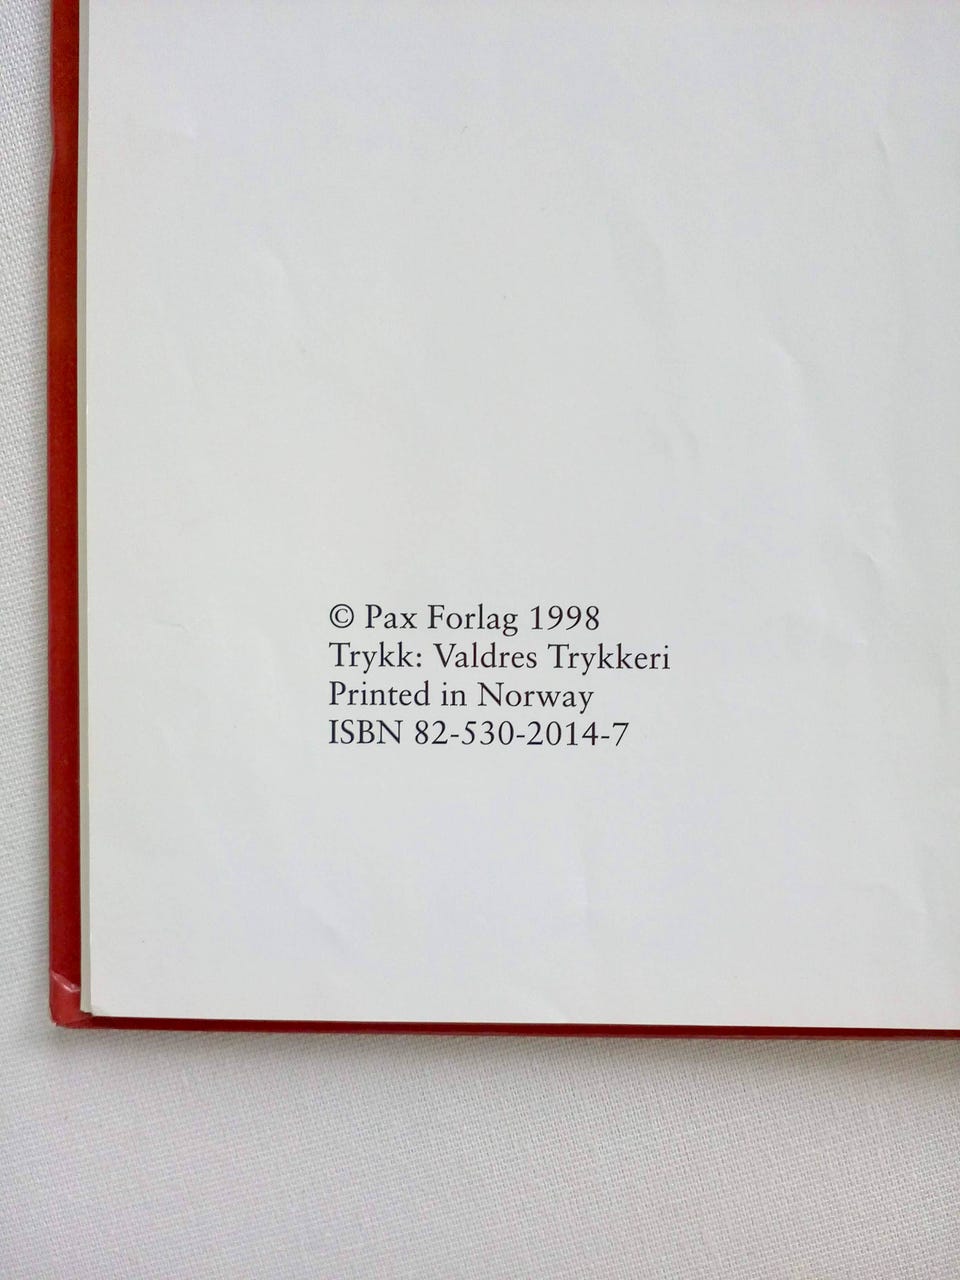 © Pax Forlag 1998
Trykk: Valdres Trykkeri
Printed in Norway
ISBN 82-530-2014-7